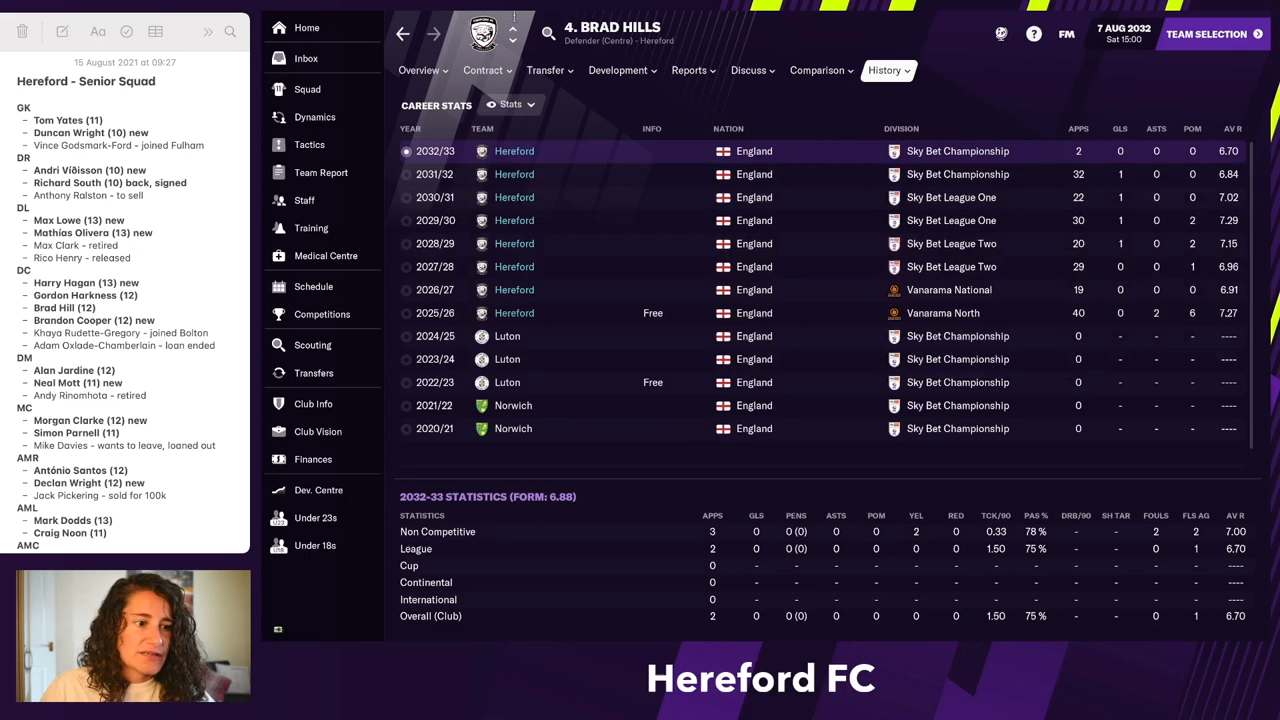 15 August 2021 at 09:27
Hereford - Senior Squad
GK
– Tom Yates (11)
– Duncan Wright (10) new
– Vince Godsmark-Ford - joined Fulham
DR
– Andri Víðisson (10) new
– Richard South (10) back, signed
– Anthony Ralston - to sell
DL
– Max Lowe (13) new
– Mathías Olivera (13) new
– Max Clark - retired
– Rico Henry - released
DC
– Harry Hagan (13) new
– Gordon Harkness (12)
– Brad Hill (12)
– Brandon Cooper (12) new
– Khaya Rudette-Gregory - joined Bolton
– Adam Oxlade-Chamberlain - loan ended
DM
– Alan Jardine (12)
– Neal Mott (11) new
– Andy Rinomhota - retired
MC
– Morgan Clarke (12) new
– Simon Parnell (11)
– Mike Davies - wants to leave, loaned out
AMR
– António Santos (12)
– Declan Wright (12) new
– Jack Pickering - sold for 100k
AML
– Mark Dodds (13)
– Craig Noon (11)
AMC
Home
Inbox
Squad
Dynamics
Tactics
Team Report
Staff
Training
Medical Centre
Schedule
Competitions
Scouting
Transfers
Club Info
Club Vision
Finances
Dev. Centre
Under 23s
Under 18s
4. BRAD HILLS
Defender (Centre) - Hereford
FM
7 AUG 2032
Sat 15:00
TEAM SELECTION
Overview Contract Transfer Development Reports Discuss Comparison History
CAREER STATS Stats
YEAR TEAM INFO NATION DIVISION APPS GLS ASTS POM AV R
2032/33 Hereford England Sky Bet Championship 2 0 0 0 6.70
2031/32 Hereford England Sky Bet Championship 32 1 0 0 6.84
2030/31 Hereford England Sky Bet League One 22 1 0 0 7.02
2029/30 Hereford England Sky Bet League One 30 1 0 2 7.29
2028/29 Hereford England Sky Bet League Two 20 1 0 2 7.15
2027/28 Hereford England Sky Bet League Two 29 0 0 1 6.96
2026/27 Hereford England Vanarama National 19 0 0 0 6.91
2025/26 Hereford Free England Vanarama North 40 0 2 6 7.27
2024/25 Luton England Sky Bet Championship 0 - - - ----
2023/24 Luton England Sky Bet Championship 0 - - - ----
2022/23 Luton Free England Sky Bet Championship 0 - - - ----
2021/22 Norwich England Sky Bet Championship 0 - - - ----
2020/21 Norwich England Sky Bet Championship 0 - - - ----
2032-33 STATISTICS (FORM: 6.88)
STATISTICS APPS GLS PENS ASTS POM YEL RED TCK/90 PAS % DRB/90 SH TAR FOULS FLS AG AV R
Non Competitive 3 0 0 (0) 0 0 2 0 0.33 78 % - - 2 2 7.00
League 2 0 0 (0) 0 0 0 0 1.50 75 % - - 0 1 6.70
Cup 0 - - - - - - - - - - - - ----
Continental 0 - - - - - - - - - - - - ----
International 0 - - - - - - - - - - - - ----
Overall (Club) 2 0 0 (0) 0 0 0 0 1.50 75 % - - 0 1 6.70
Hereford FC